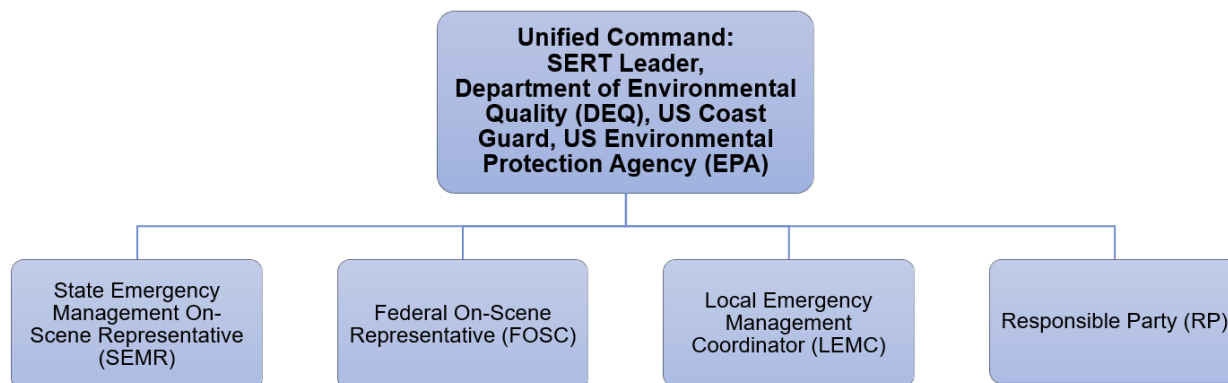 Unified Command:
SERT Leader,
Department of Environmental
Quality (DEQ), US Coast
Guard, US Environmental
Protection Agency (EPA)
State Emergency
Management On-
Scene Representative
(SEMR)
Federal On-Scene
Representative (FOSC)
Local Emergency
Management
Coordinator (LEMC)
Responsible Party (RP)